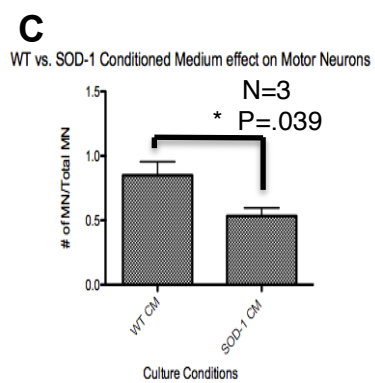 C
WT vs. SOD-1 Conditioned Medium effect on Motor Neurons
N=3
* P=.039
# of MN/Total MN
1.5
1.0
0.5
0.0
WT CM
SOD-1 CM
Culture Conditions